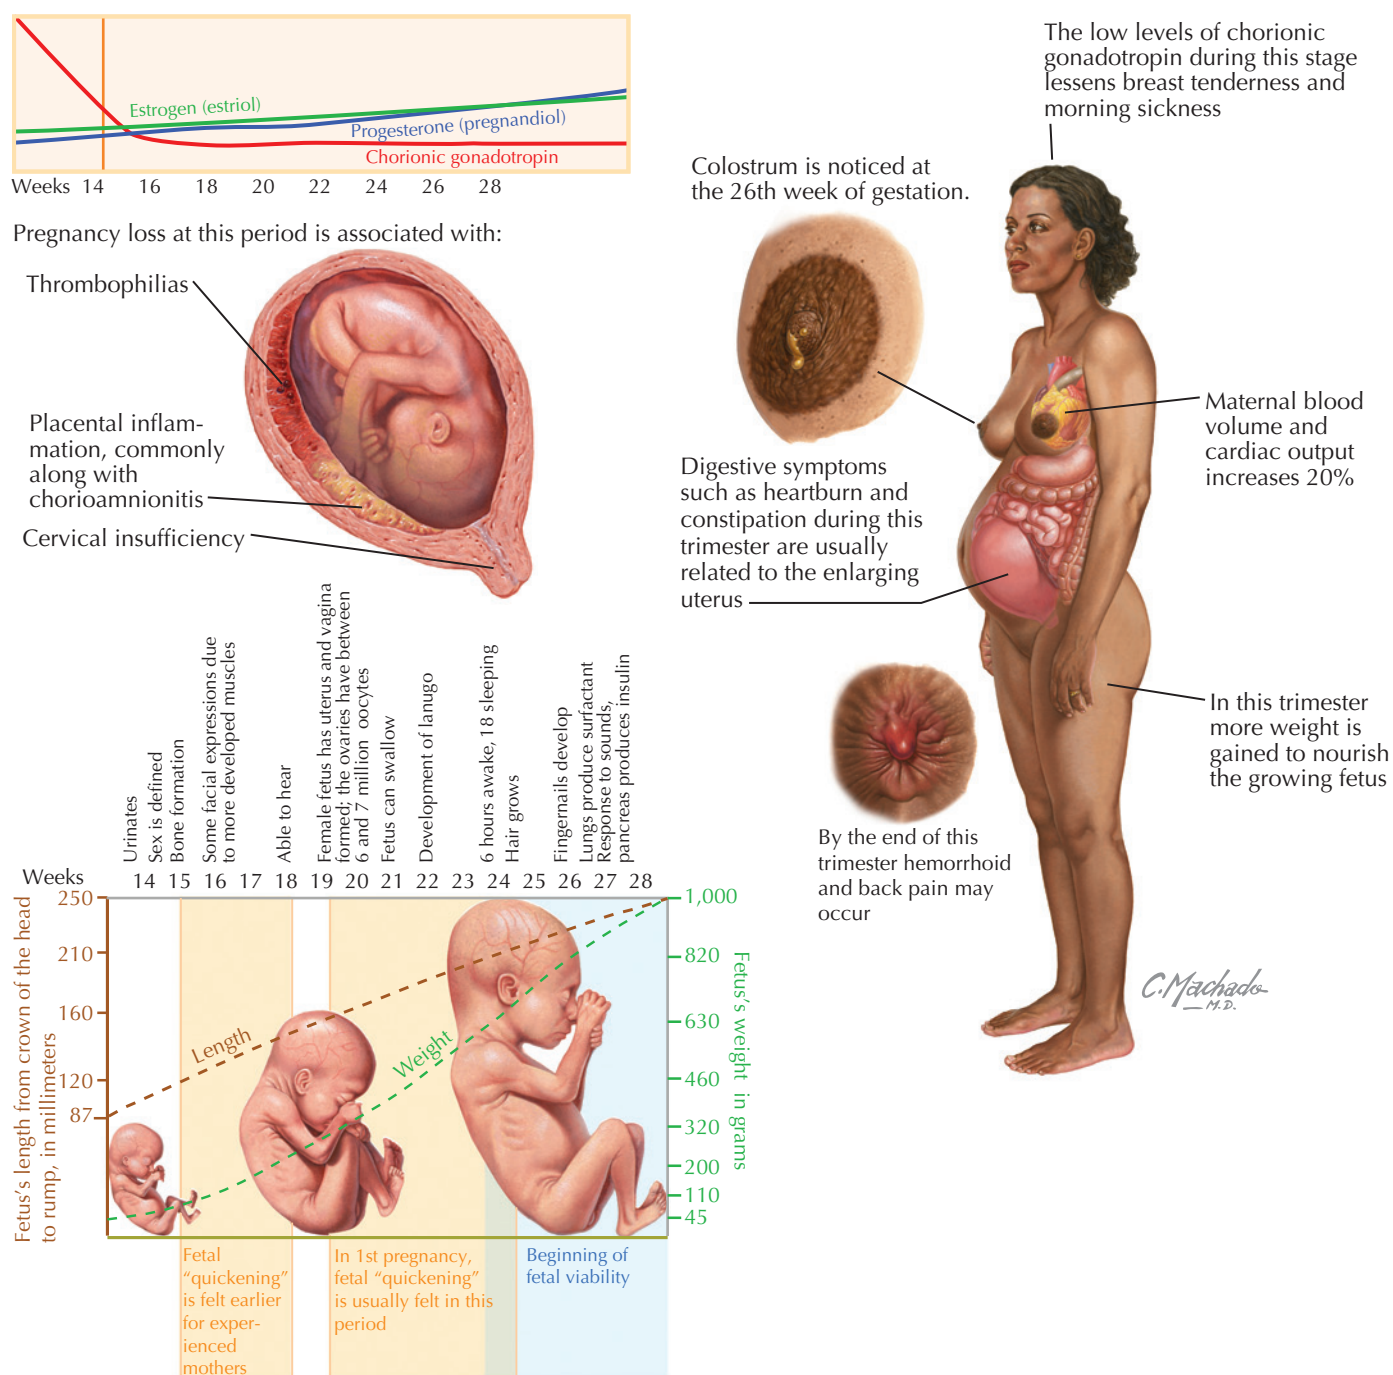 Estrogen (estriol)
Progesterone (pregnandiol)
Chorionic gonadotropin
Weeks 14 16 18 20 22 24 26 28
Pregnancy loss at this period is associated with:
Thrombophilias
Placental inflam-
mation, commonly
along with
chorioamnionitis
Cervical insufficiency
The low levels of chorionic
gonadotropin during this stage
lessens breast tenderness and
morning sickness
Colostrum is noticed at
the 26th week of gestation.
Maternal blood
volume and
cardiac output
increases 20%
Digestive symptoms
such as heartburn and
constipation during this
trimester are usually
related to the enlarging
uterus
In this trimester
more weight is
gained to nourish
the growing fetus
By the end of this
trimester hemorrhoid
and back pain may
occur
C.Machado
M.D.
Urinates
Sex is defined
Bone formation
Some facial expressions due
to more developed muscles
Able to hear
Female fetus has uterus and vagina
formed; the ovaries have between
6 and 7 million oocytes
Fetus can swallow
Development of lanugo
6 hours awake, 18 sleeping
Hair grows
Fingernails develop
Lungs produce surfactant
Response to sounds,
pancreas produces insulin
Weeks
14 15 16 17 18 19 20 21 22 23 24 25 26 27 28
Fetus's length from crown of the head
to rump, in millimeters
250
210
160
120
87
Length
Weight
1,000
820
630
460
320
200
110
45
Fetus's weight in grams
Fetal
“quickening”
is felt earlier
for exper-
ienced
mothers
In 1st pregnancy,
fetal “quickening”
is usually felt in this
period
Beginning of
fetal viability